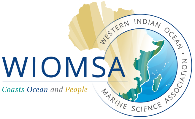 WIOMSA
Coasts Ocean and People
WESTERN INDIAN OCEAN • MARINE SCIENCE ASSOCIATION •